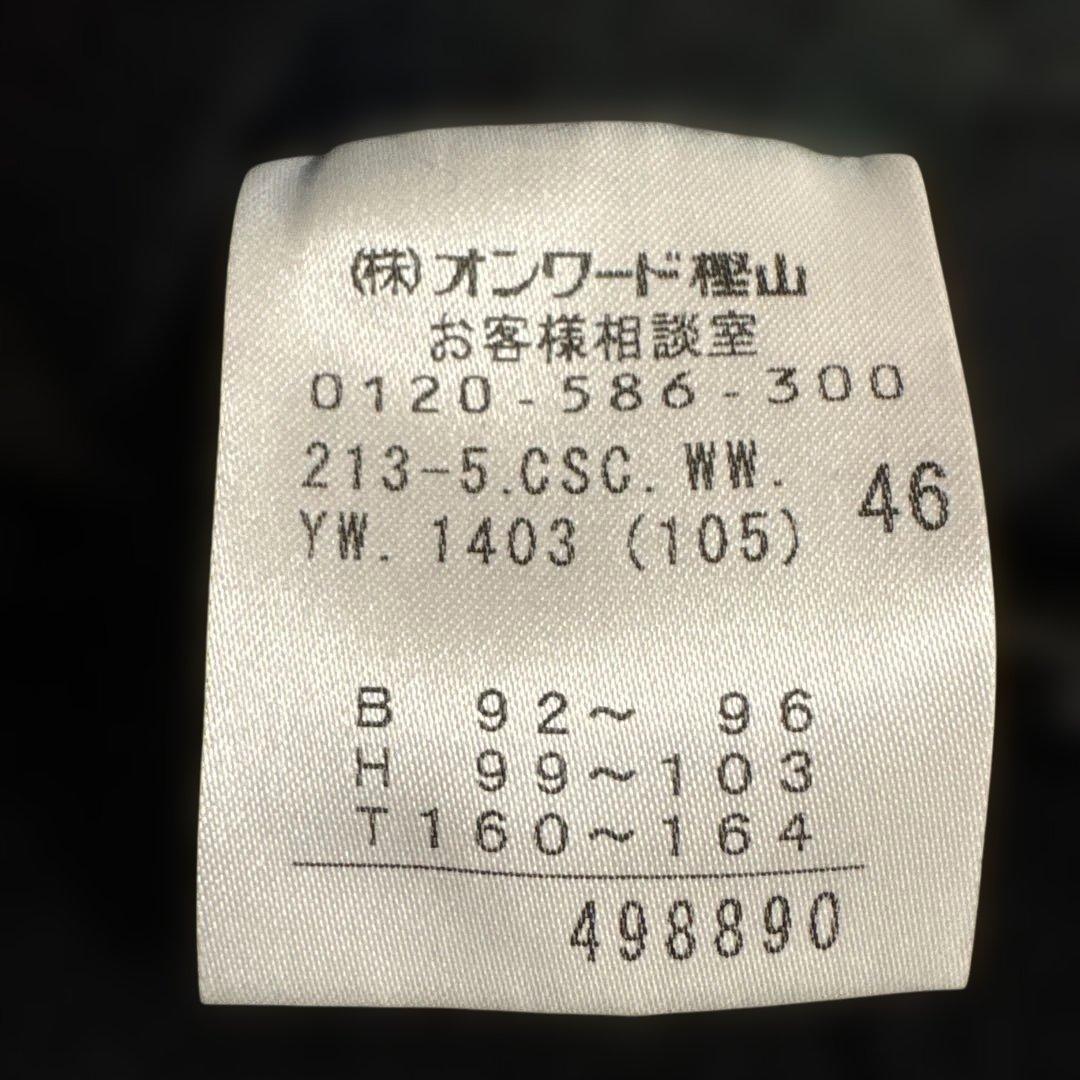 (株)オンワード樫山
お客様相談室
0120-586-300
213-5.CSC.WW. 46
YW.1403 (105)
B 92～ 96
H 99～103
T160～164
498890